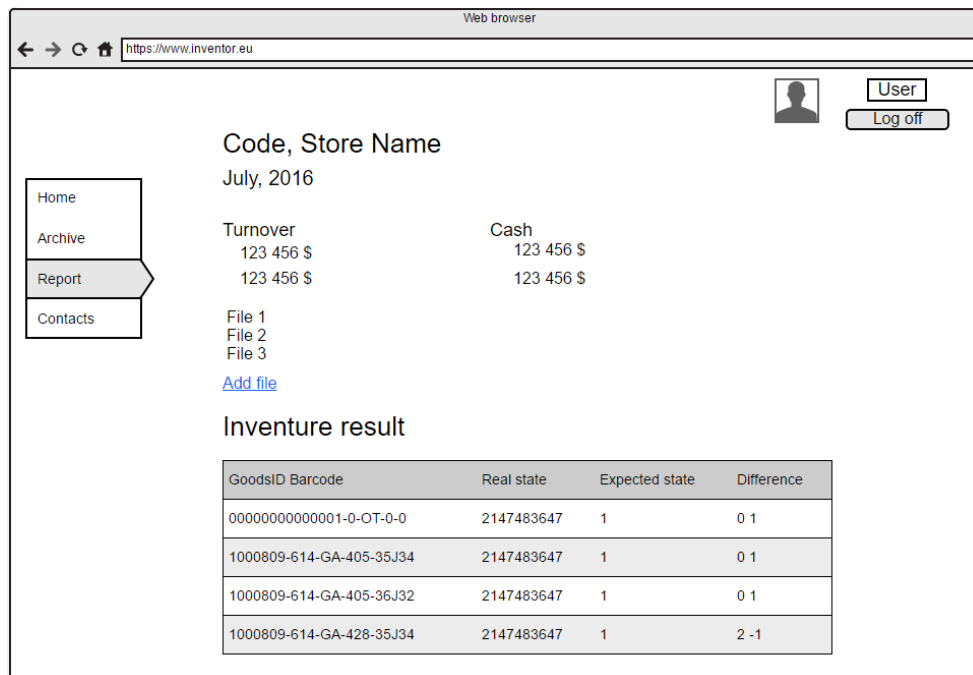 Web browser
https://www.inventor.eu
User
Log off
Code, Store Name
July, 2016
Home
Archive
Report
Contacts
Turnover Cash
123 456 $ 123 456 $
123 456 $ 123 456 $
File 1
File 2
File 3
Add file
Inventure result
GoodsID Barcode Real state Expected state Difference
00000000000001-0-OT-0-0 2147483647 1 0 1
1000809-614-GA-405-35J34 2147483647 1 0 1
1000809-614-GA-405-36J32 2147483647 1 0 1
1000809-614-GA-428-35J34 2147483647 1 2 -1